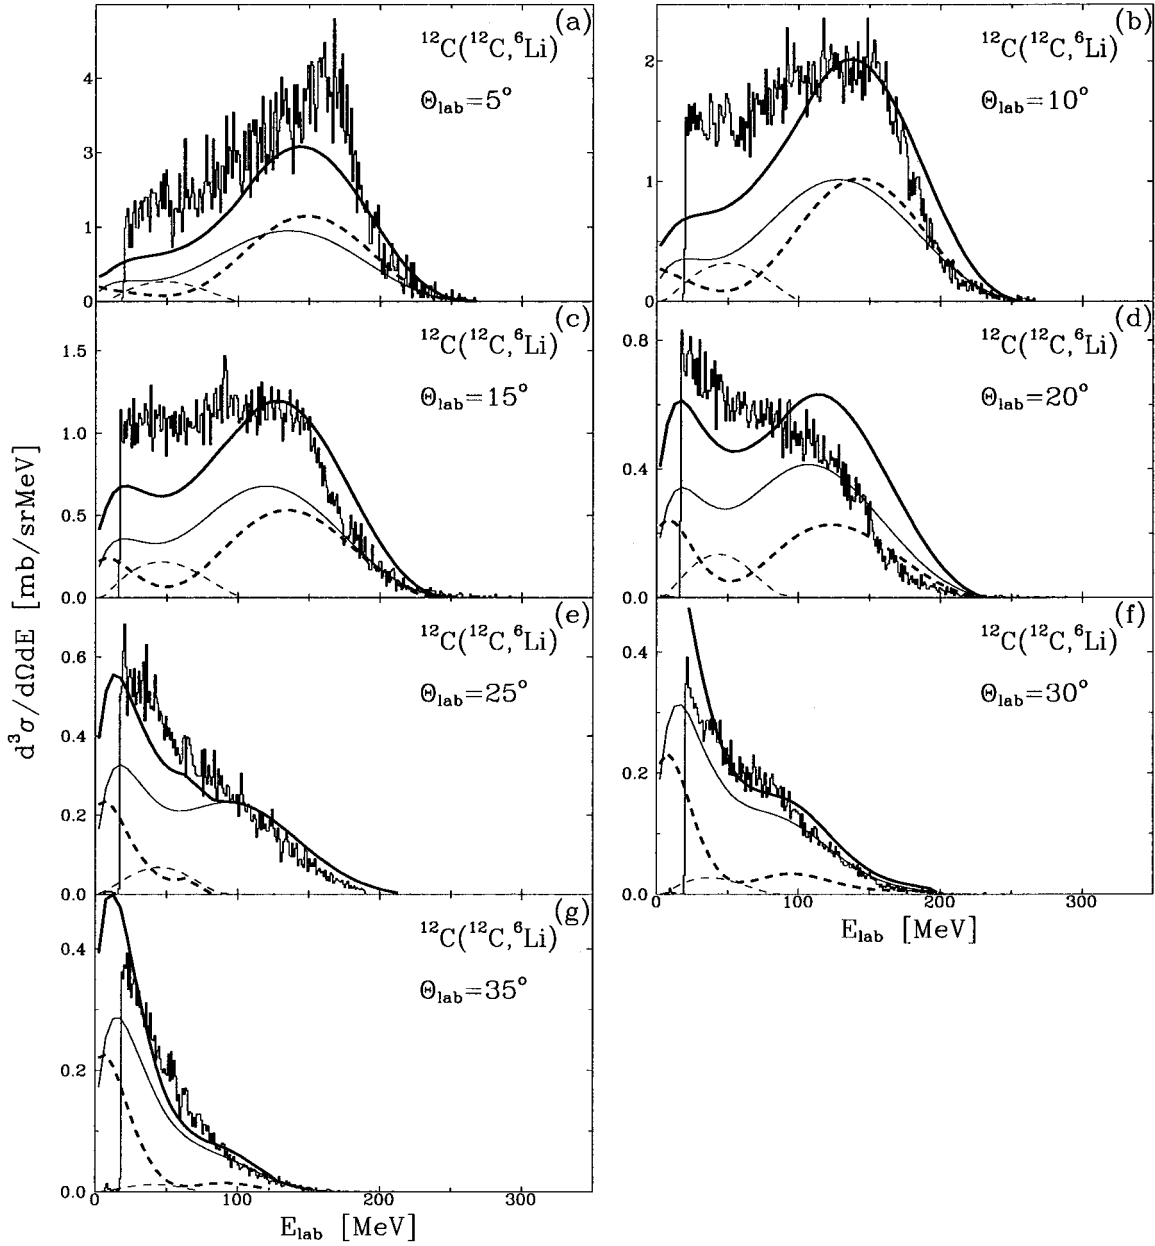 (a)
¹²C(¹²C,⁶Li)
Θlab=5°
4
3
1
0
(b)
¹²C(¹²C,⁶Li)
Θlab=10°
2
1
0
(c)
¹²C(¹²C,⁶Li)
Θlab=15°
1.5
1.0
0.5
0.0
(d)
¹²C(¹²C,⁶Li)
Θlab=20°
0.8
0.4
0.0
(e)
¹²C(¹²C,⁶Li)
Θlab=25°
0.6
0.4
0.2
0.0
(f)
¹²C(¹²C,⁶Li)
Θlab=30°
0.4
0.2
0.0
0 100 200 300
Elab [MeV]
(g)
¹²C(¹²C,⁶Li)
Θlab=35°
0.4
0.2
0.0
0 100 200 300
Elab [MeV]
d³σ/dΩdE [mb/srMeV]